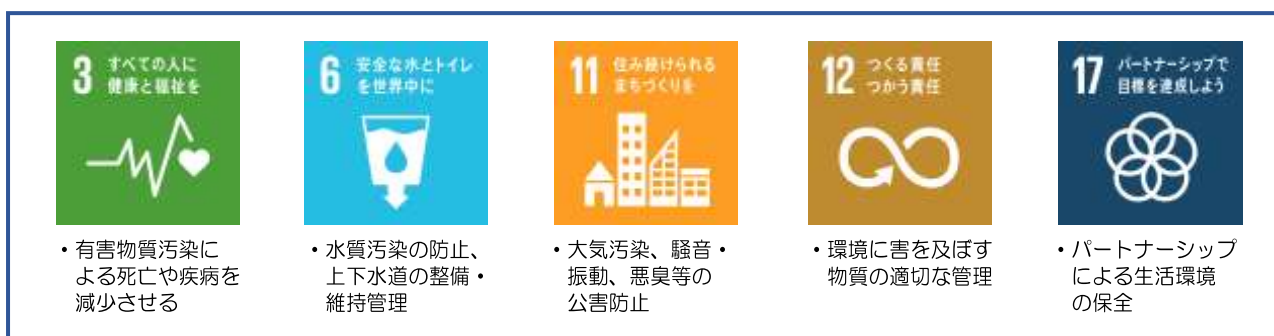 3 すべての人に
健康と福祉を
6 安全な水とトイレ
を世界中に
11 住み続けられる
まちづくりを
12 つくる責任
つかう責任
17 パートナーシップで
目標を達成しよう
・有害物質汚染に
よる死亡や疾病を
減少させる
・水質汚染の防止、
上下水道の整備・
維持管理
・大気汚染、騒音・
振動、悪臭等の
公害防止
・環境に害を及ぼす
物質の適切な管理
・パートナーシップ
による生活環境
の保全